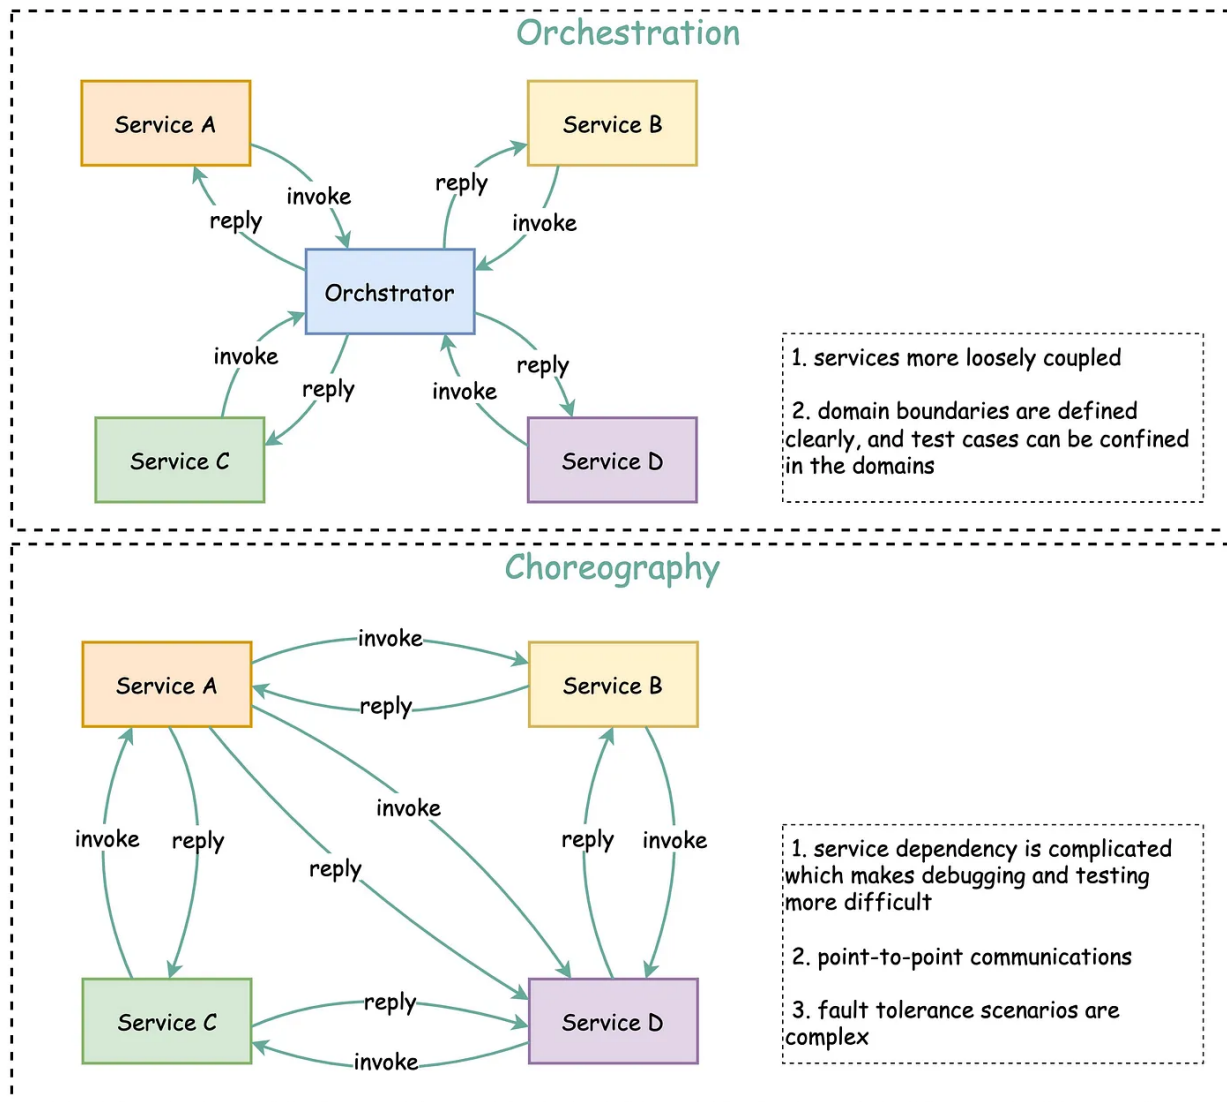 Orchestration
Service A
Service B
invoke
reply
reply
invoke
Orchstrator
invoke
reply
reply
invoke
Service C
Service D
1. services more loosely coupled
2. domain boundaries are defined
clearly, and test cases can be confined
in the domains
Choreography
invoke
Service A
Service B
reply
invoke
invoke
reply
reply
invoke
reply
1. service dependency is complicated
which makes debugging and testing
more difficult
2. point-to-point communications
3. fault tolerance scenarios are
complex
reply
Service C
Service D
invoke